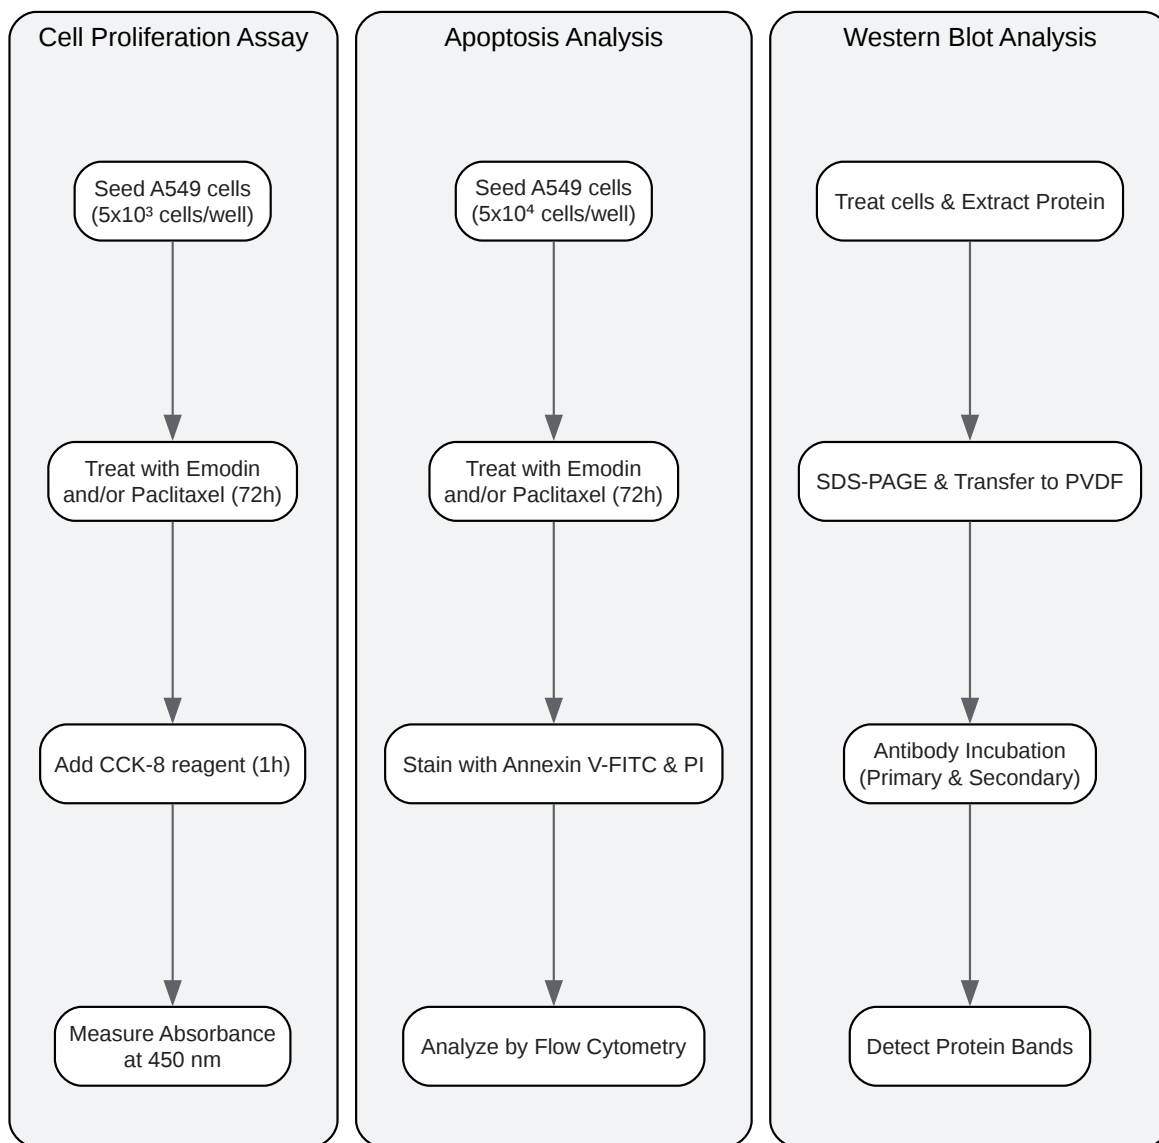 Cell Proliferation Assay
Seed A549 cells
(5x10³ cells/well)
Treat with Emodin
and/or Paclitaxel (72h)
Add CCK-8 reagent (1h)
Measure Absorbance
at 450 nm
Apoptosis Analysis
Seed A549 cells
(5x10⁴ cells/well)
Treat with Emodin
and/or Paclitaxel (72h)
Stain with Annexin V-FITC & PI
Analyze by Flow Cytometry
Western Blot Analysis
Treat cells & Extract Protein
SDS-PAGE & Transfer to PVDF
Antibody Incubation
(Primary & Secondary)
Detect Protein Bands